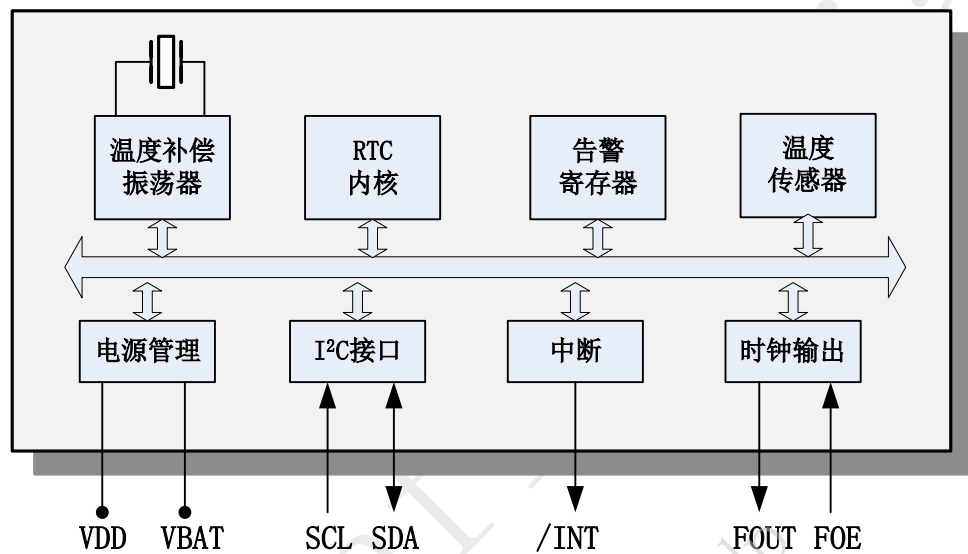 温度补偿
振荡器
RTC
内核
告警
寄存器
温度
传感器
电源管理
I²C接口
中断
时钟输出
VDD VBAT SCL SDA /INT FOUT FOE